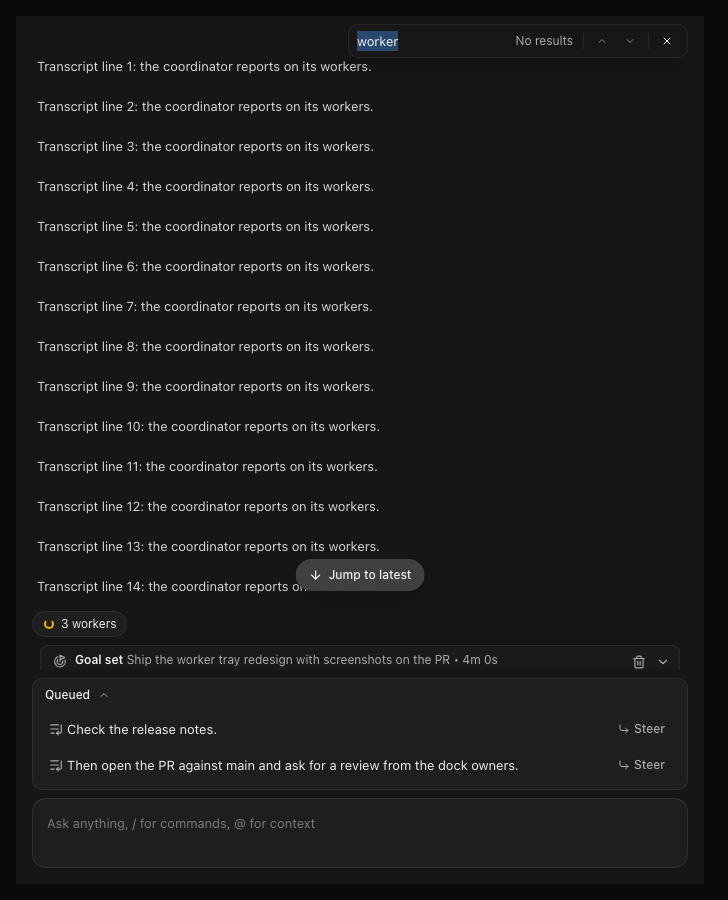 worker
No results
Transcript line 1: the coordinator reports on its workers.
Transcript line 2: the coordinator reports on its workers.
Transcript line 3: the coordinator reports on its workers.
Transcript line 4: the coordinator reports on its workers.
Transcript line 5: the coordinator reports on its workers.
Transcript line 6: the coordinator reports on its workers.
Transcript line 7: the coordinator reports on its workers.
Transcript line 8: the coordinator reports on its workers.
Transcript line 9: the coordinator reports on its workers.
Transcript line 10: the coordinator reports on its workers.
Transcript line 11: the coordinator reports on its workers.
Transcript line 12: the coordinator reports on its workers.
Transcript line 13: the coordinator reports on its workers.
Jump to latest
Transcript line 14: the coordinator reports on
3 workers
Goal set Ship the worker tray redesign with screenshots on the PR • 4m 0s
Queued
Check the release notes. Steer
Then open the PR against main and ask for a review from the dock owners. Steer
Ask anything, / for commands, @ for context